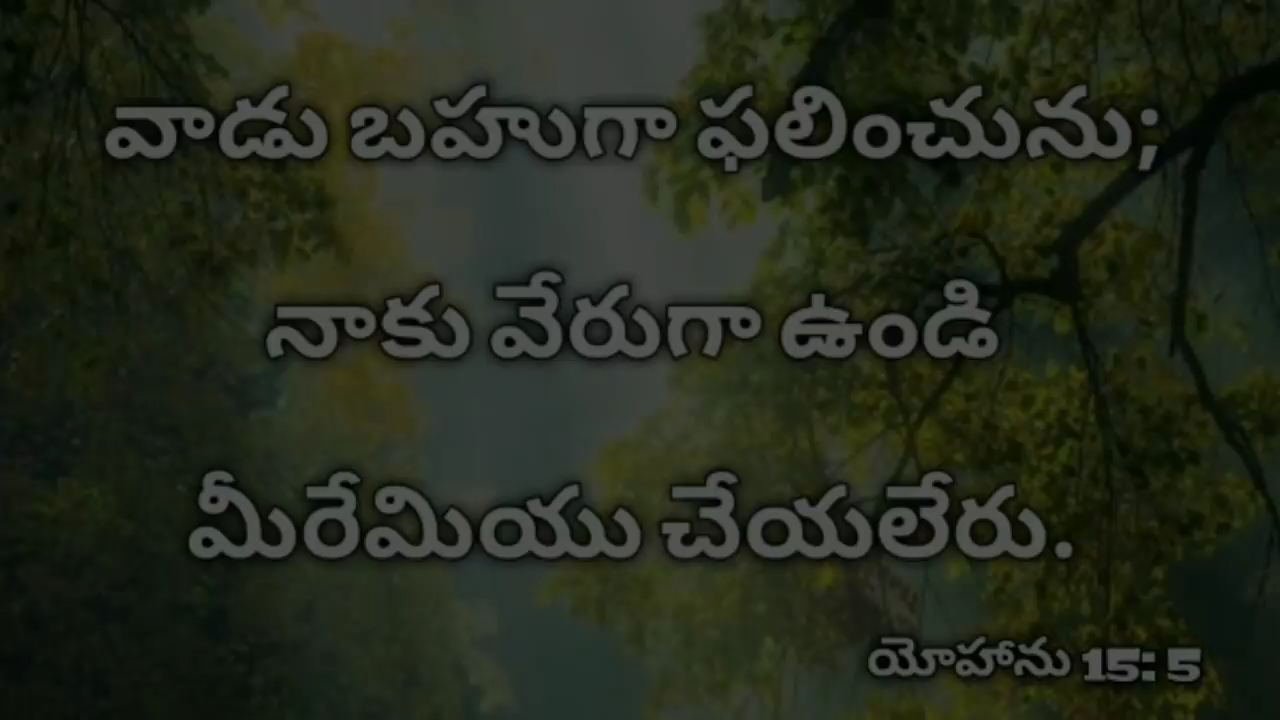 వాడు బహుగా ఫలించును;
నాకు వేరుగా ఉండి
మీరేమియు చేయలేరు.
యోహాను 15: 5